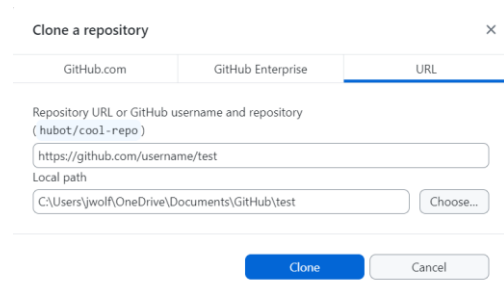 Clone a repository
GitHub.com
GitHub Enterprise
URL
Repository URL or GitHub username and repository
(hubot/cool-repo)
https://github.com/username/test
Local path
C:\Users\jwolf\OneDrive\Documents\GitHub\test
Choose...
Clone
Cancel